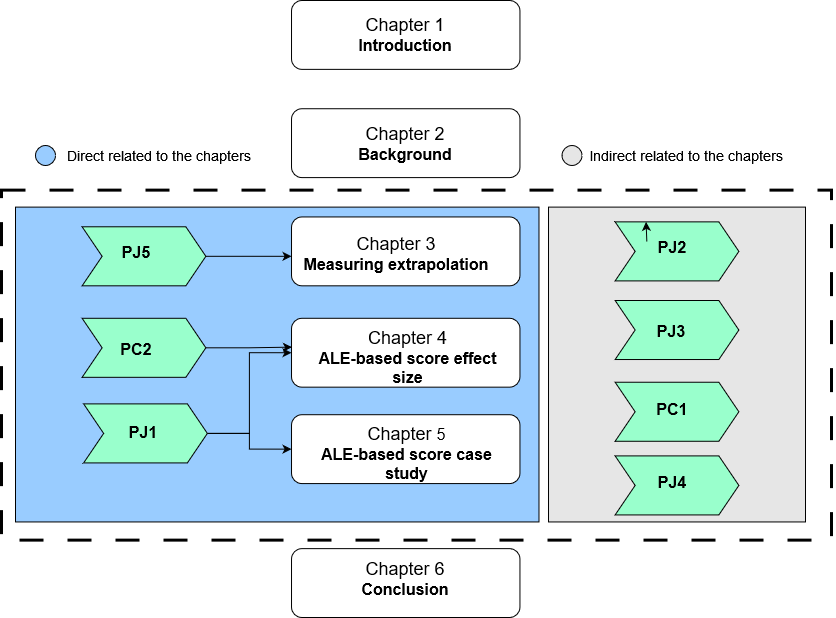 Chapter 1
Introduction
Chapter 2
Background
Direct related to the chapters
Indirect related to the chapters
PJ5
Chapter 3
Measuring extrapolation
PC2
Chapter 4
ALE-based score effect
size
PJ1
Chapter 5
ALE-based score case
study
PJ2
PJ3
PC1
PJ4
Chapter 6
Conclusion